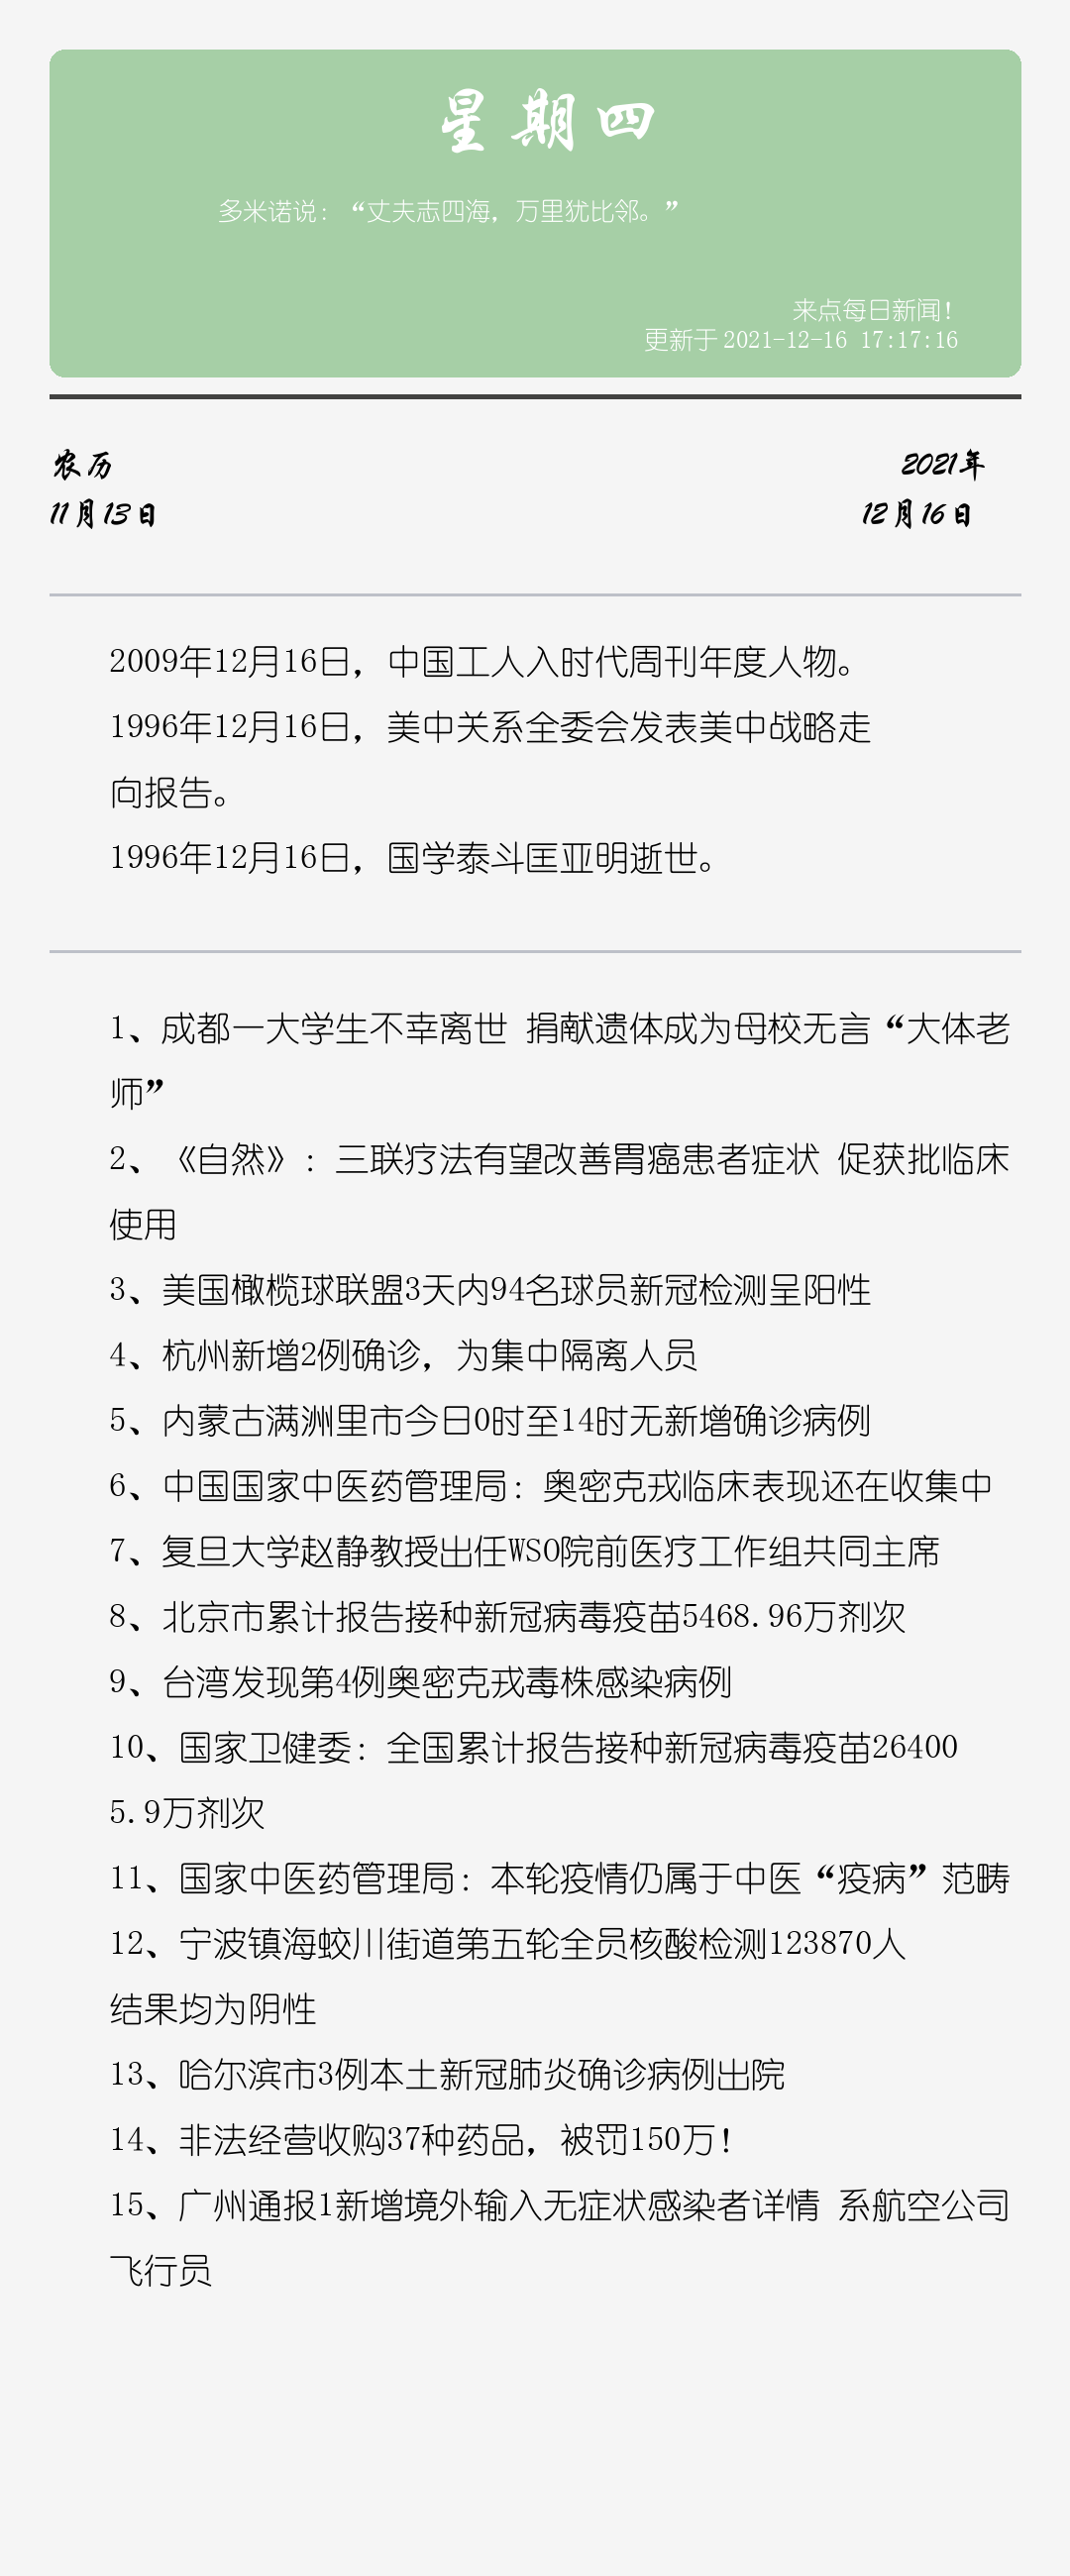 星期四
多米诺说：“丈夫志四海，万里犹比邻。”
来点每日新闻！
更新于 2021-12-16 17:17:16
农历 2021年
11月13日 12月16日
2009年12月16日，中国工人入时代周刊年度人物。
1996年12月16日，美中关系全委会发表美中战略走
向报告。
1996年12月16日，国学泰斗匡亚明逝世。
1、成都一大学生不幸离世 捐献遗体成为母校无言“大体老
师”
2、《自然》：三联疗法有望改善胃癌患者症状 促获批临床
使用
3、美国橄榄球联盟3天内94名球员新冠检测呈阳性
4、杭州新增2例确诊，为集中隔离人员
5、内蒙古满洲里市今日0时至14时无新增确诊病例
6、中国国家中医药管理局：奥密克戎临床表现还在收集中
7、复旦大学赵静教授出任WSO院前医疗工作组共同主席
8、北京市累计报告接种新冠病毒疫苗5468.96万剂次
9、台湾发现第4例奥密克戎毒株感染病例
10、国家卫健委：全国累计报告接种新冠病毒疫苗26400
5.9万剂次
11、国家中医药管理局：本轮疫情仍属于中医“疫病”范畴
12、宁波镇海蛟川街道第五轮全员核酸检测123870人
结果均为阴性
13、哈尔滨市3例本土新冠肺炎确诊病例出院
14、非法经营收购37种药品，被罚150万！
15、广州通报1新增境外输入无症状感染者详情 系航空公司
飞行员